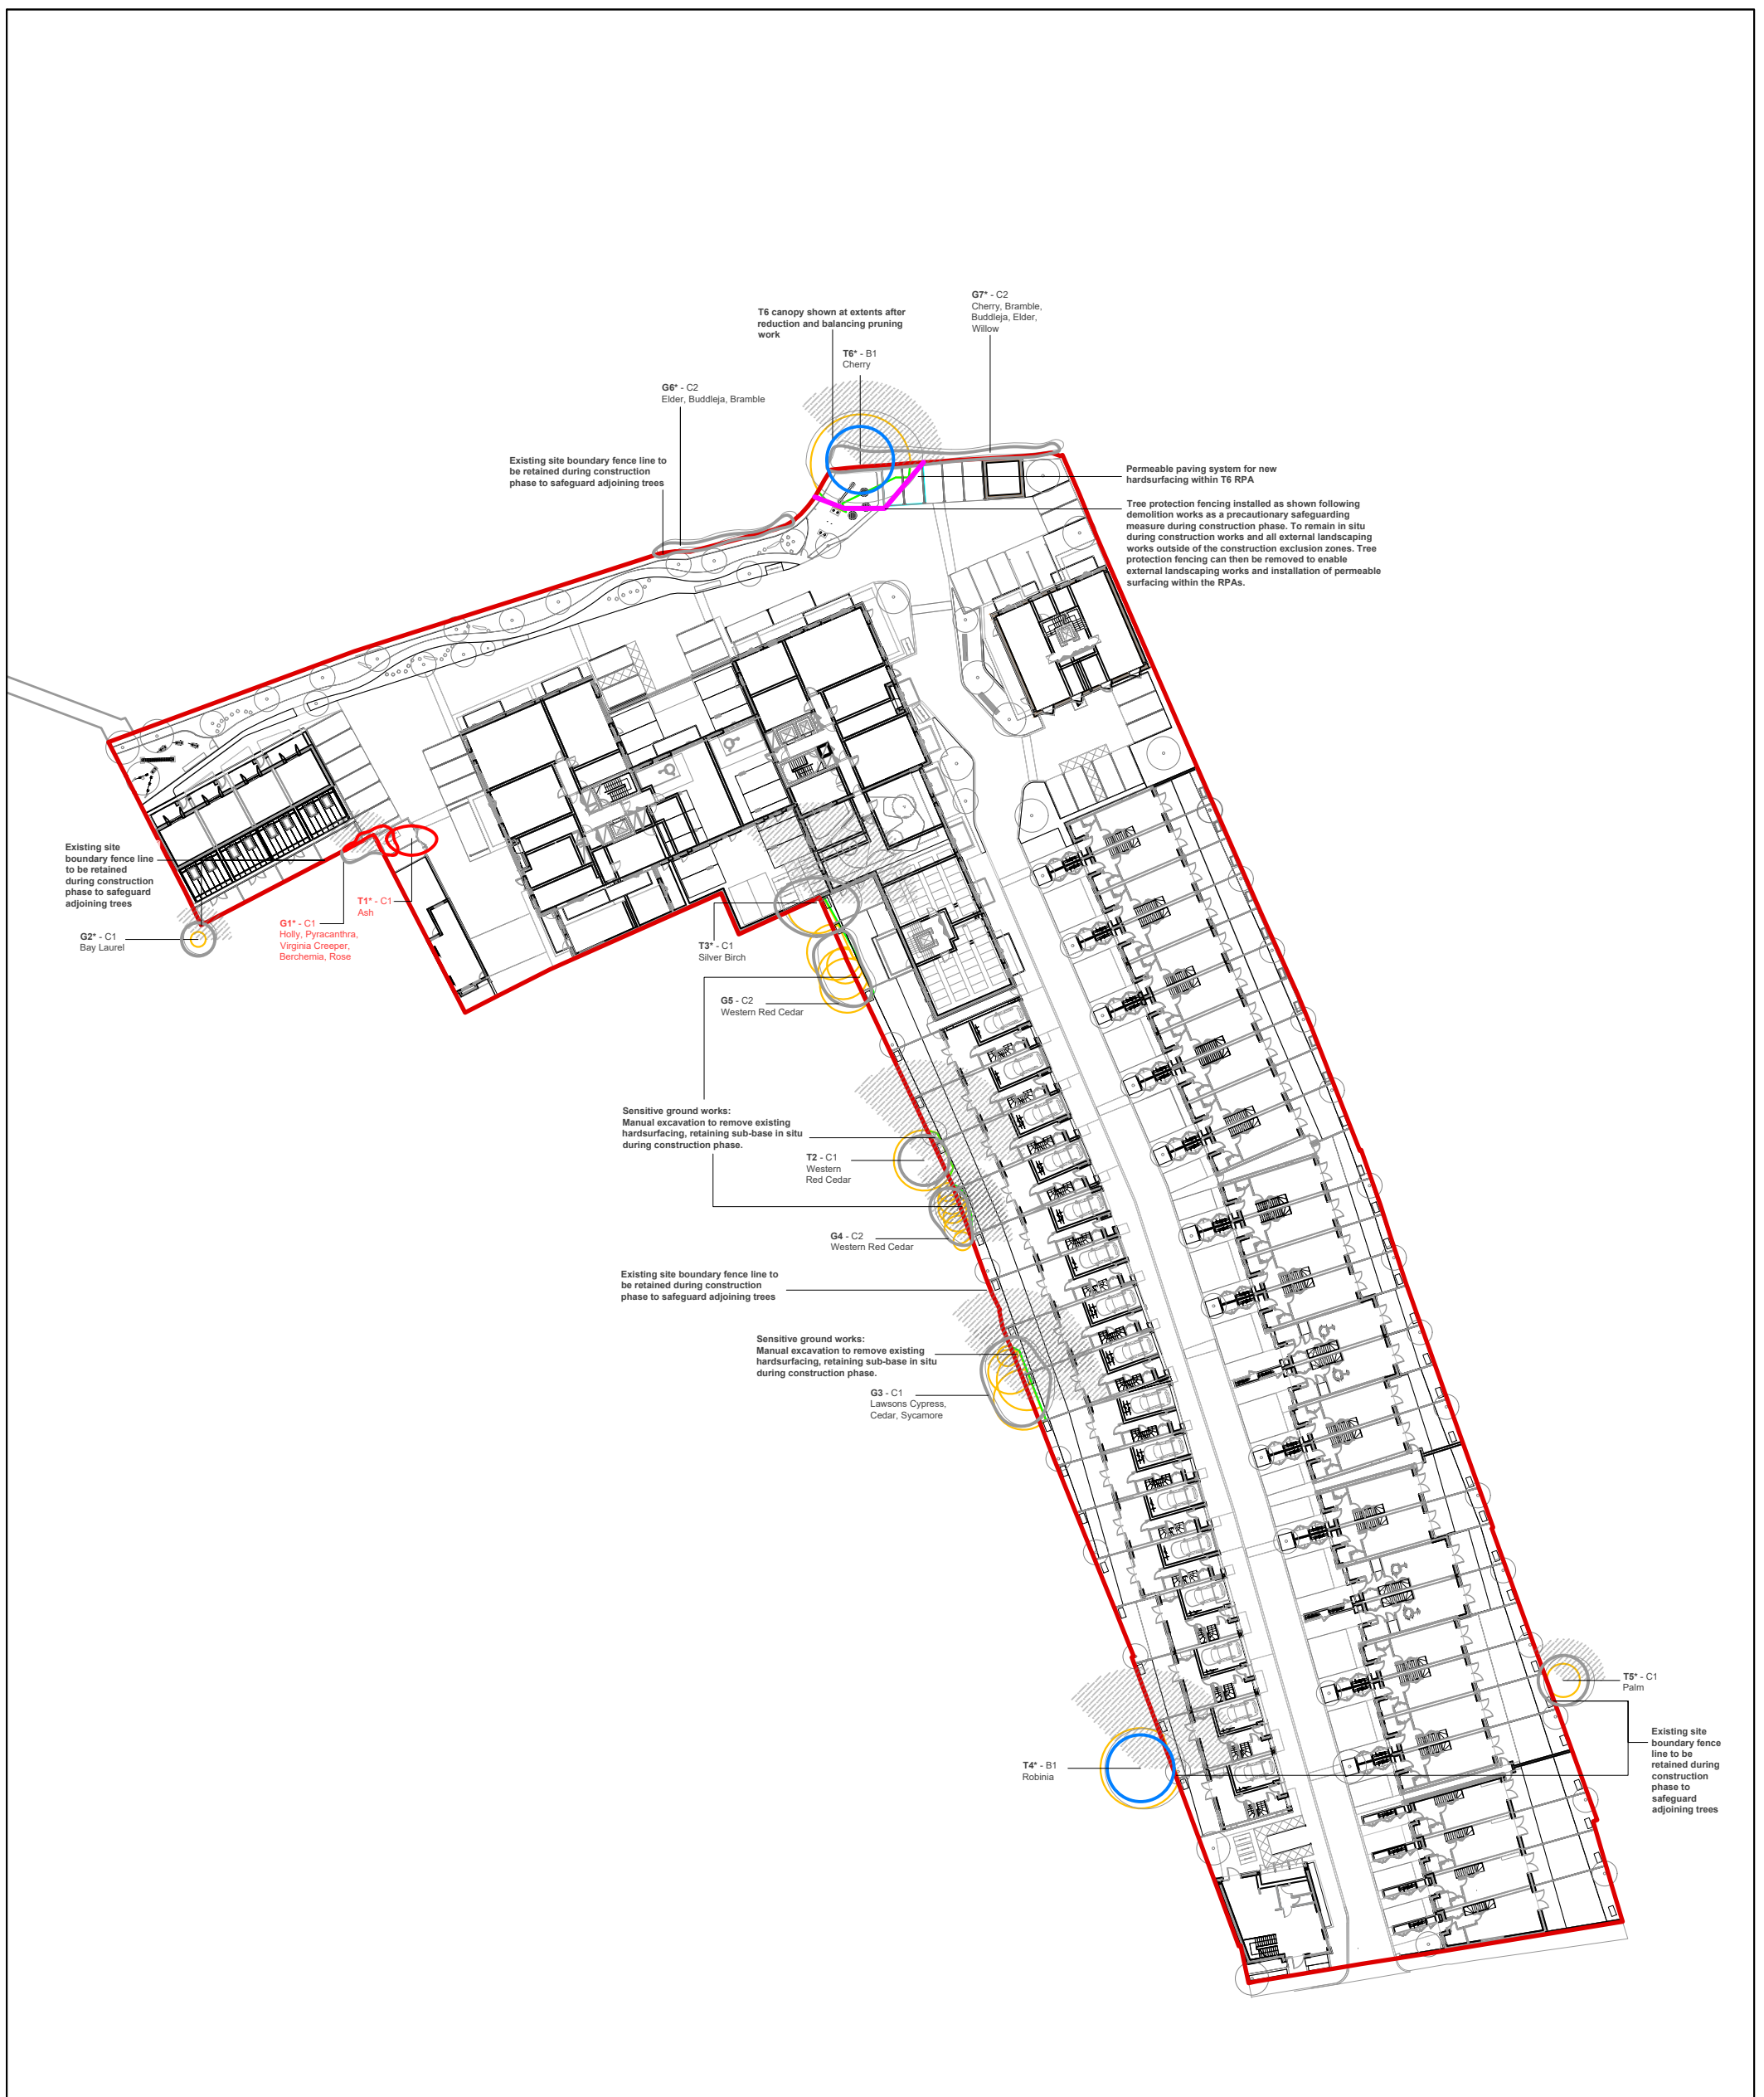 G7* - C2
Cherry, Bramble,
Buddleja, Elder,
Willow
T6 canopy shown at extents after
reduction and balancing pruning
work
T6* - B1
Cherry
G6* - C2
Elder, Buddleja, Bramble
Existing site boundary fence line to
be retained during construction
phase to safeguard adjoining trees
Permeable paving system for new
hardsurfacing within T6 RPA
Tree protection fencing installed as shown following
demolition works as a precautionary safeguarding
measure during construction phase. To remain in situ
during construction works and all external landscaping
works outside of the construction exclusion zones. Tree
protection fencing can then be removed to enable
external landscaping works and installation of permeable
surfacing within the RPAs.
Existing site
boundary fence line
to be retained
during construction
phase to safeguard
adjoining trees
T1* - C1
Ash
G1* - C1
Holly, Pyracanthra,
Virginia Creeper,
Berchemia, Rose
G2* - C1
Bay Laurel
T3* - C1
Silver Birch
G5 - C2
Western Red Cedar
Sensitive ground works:
Manual excavation to remove existing
hardsurfacing, retaining sub-base in situ
during construction phase.
T2 - C1
Western
Red Cedar
G4 - C2
Western Red Cedar
Existing site boundary fence line to
be retained during construction
phase to safeguard adjoining trees
Sensitive ground works:
Manual excavation to remove existing
hardsurfacing, retaining sub-base in situ
during construction phase.
G3 - C1
Lawsons Cypress,
Cedar, Sycamore
T5* - C1
Palm
T4* - B1
Robinia
Existing site
boundary fence
line to be
retained during
construction
phase to
safeguard
adjoining trees